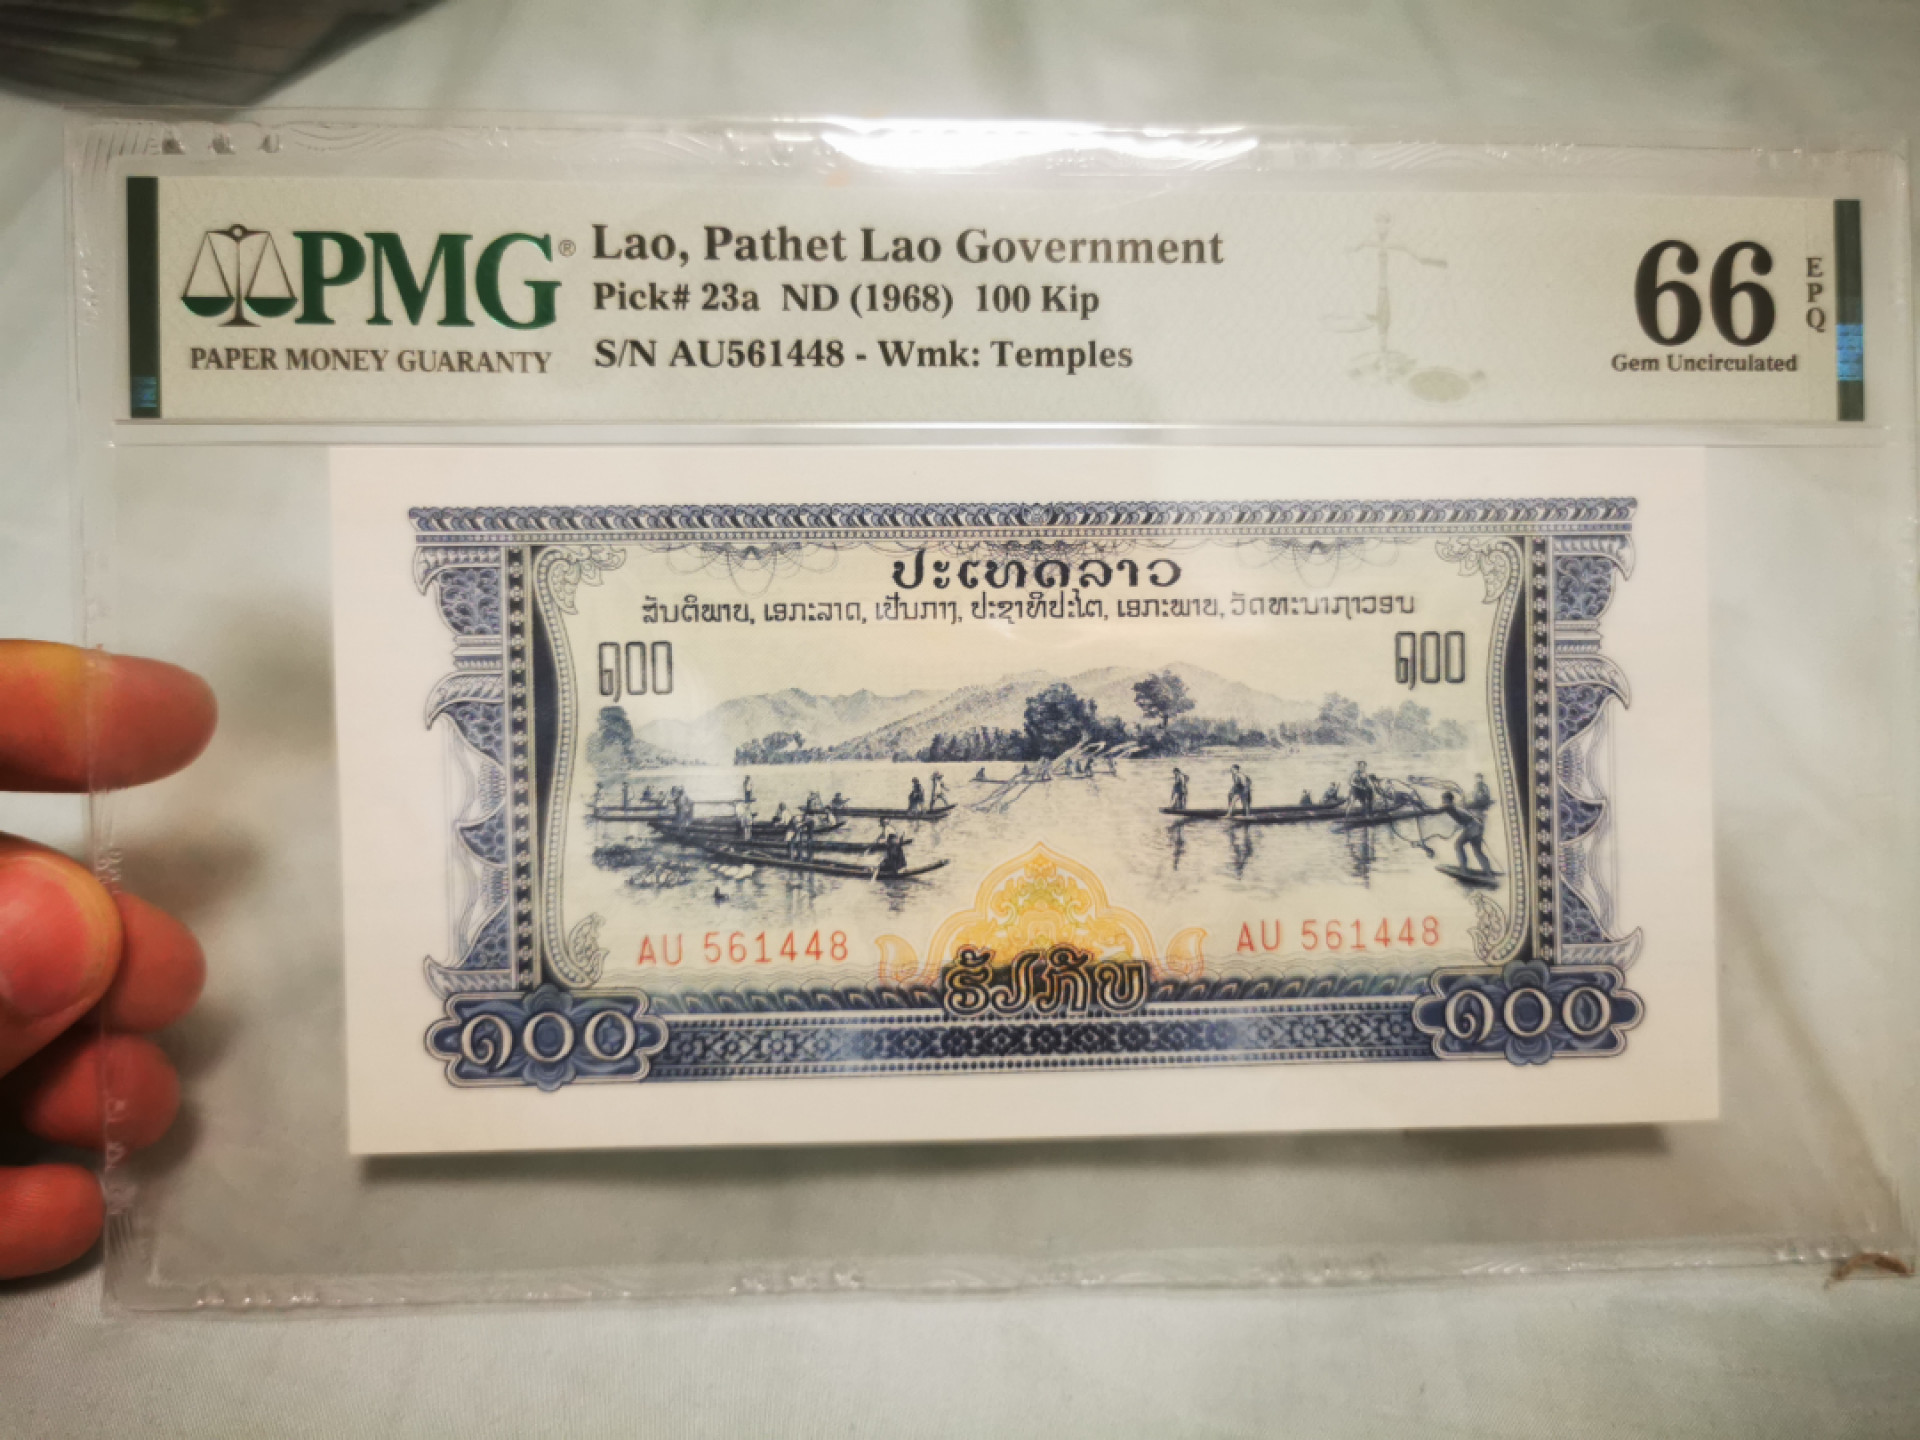 PMG®
PAPER MONEY GUARANTY
Lao, Pathet Lao Government
Pick# 23a ND (1968) 100 Kip
S/N AU561448 - Wmk: Temples
66
EPQ
Gem Uncirculated
ປະເທດລາວ
ສັນຕິພາບ, ເອກະລາດ, ເປັນກາງ, ປະຊາທິປະໄຕ, ເອກະພາບ, ວັດທະນາຖາວອນ
໑໐໐ ໑໐໐
AU 561448 AU 561448
ຮ້ອຍກີບ
໑໐໐ ໑໐໐